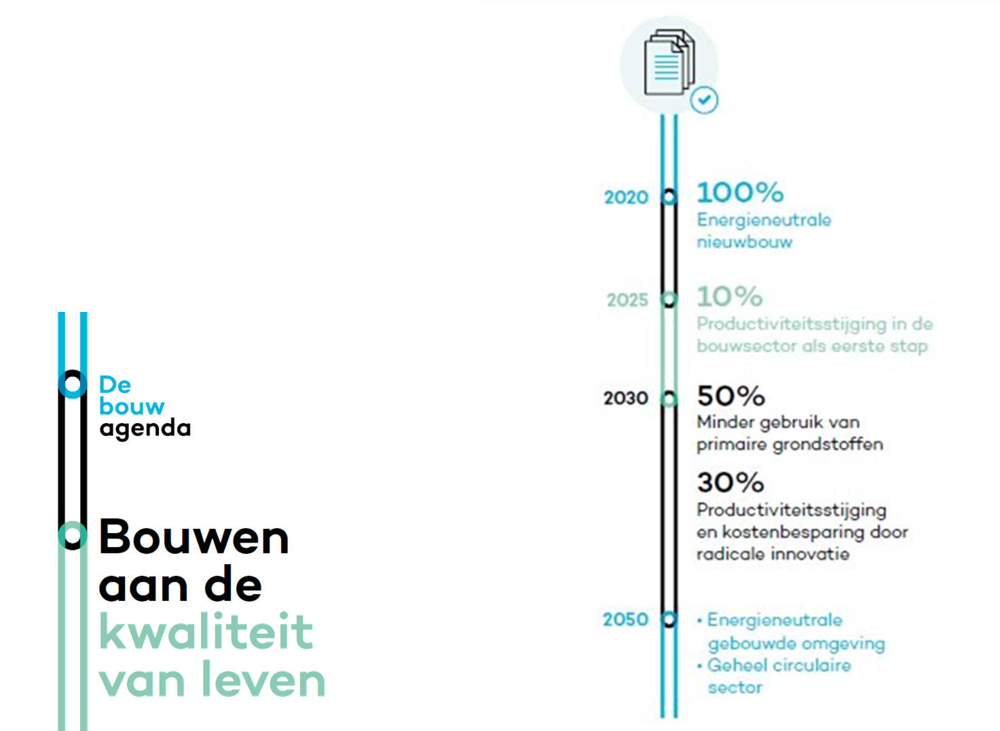 De
bouw
agenda
Bouwen
aan de
kwaliteit
van leven
2020
100%
Energieneutrale
nieuwbouw
2025
10%
Productiviteitsstijging in de
bouwsector als eerste stap
2030
50%
Minder gebruik van
primaire grondstoffen
30%
Productiviteitsstijging
en kostenbesparing door
radicale innovatie
2050
• Energieneutrale
gebouwde omgeving
• Geheel circulaire
sector